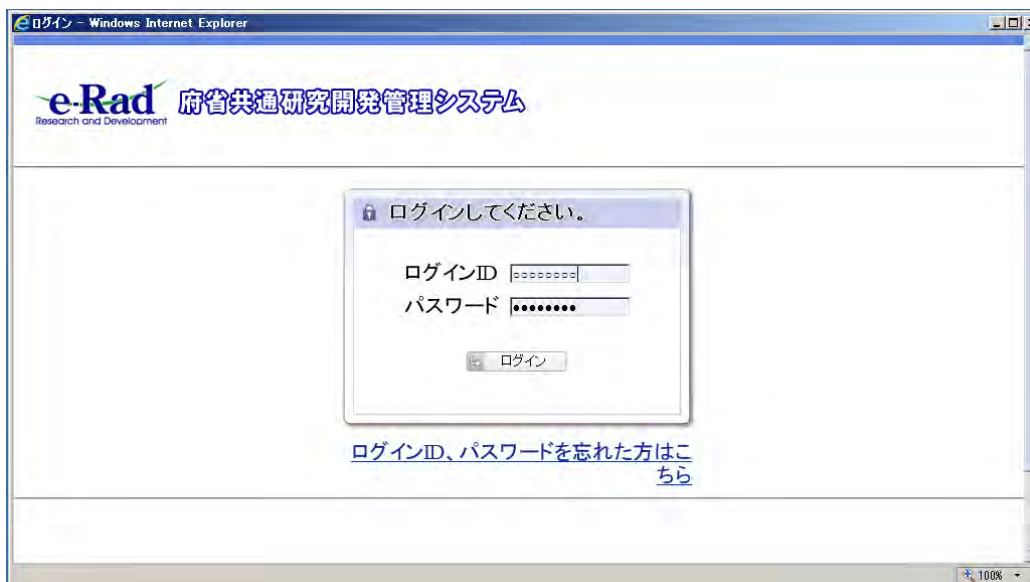 ログイン - Windows Internet Explorer
e-Rad 府省共通研究開発管理システム
Research and Development
ログインしてください。
ログインID
パスワード
ログイン
ログインID、パスワードを忘れた方はこ
ちら
100%